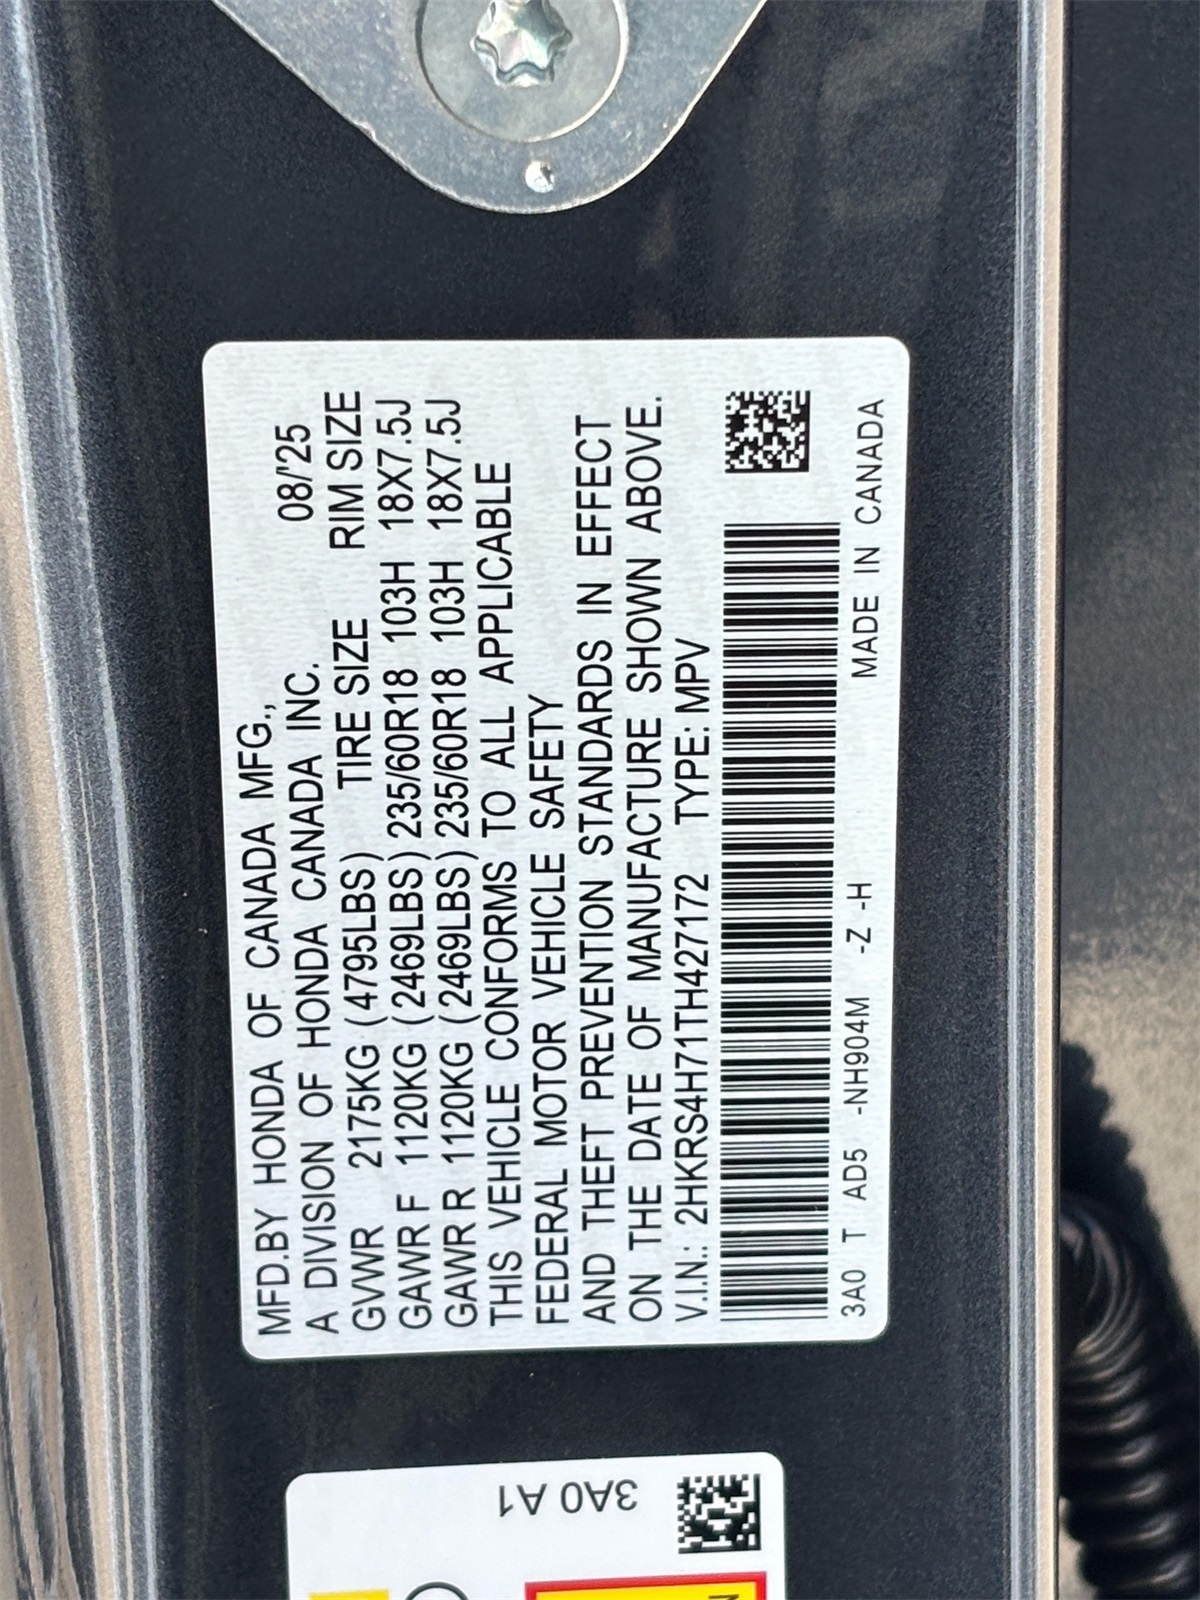 MFD.BY HONDA OF CANADA MFG.,
A DIVISION OF HONDA CANADA INC. 08/'25
GVWR 2175KG (4795LBS) TIRE SIZE RIM SIZE
GAWR F 1120KG (2469LBS) 235/60R18 103H 18X7.5J
GAWR R 1120KG (2469LBS) 235/60R18 103H 18X7.5J
THIS VEHICLE CONFORMS TO ALL APPLICABLE
FEDERAL MOTOR VEHICLE SAFETY
AND THEFT PREVENTION STANDARDS IN EFFECT
ON THE DATE OF MANUFACTURE SHOWN ABOVE.
V.I.N.: 2HKRS4H71TH427172 TYPE: MPV
3A0 T AD5 -NH904M -Z -H MADE IN CANADA
3A0 A1